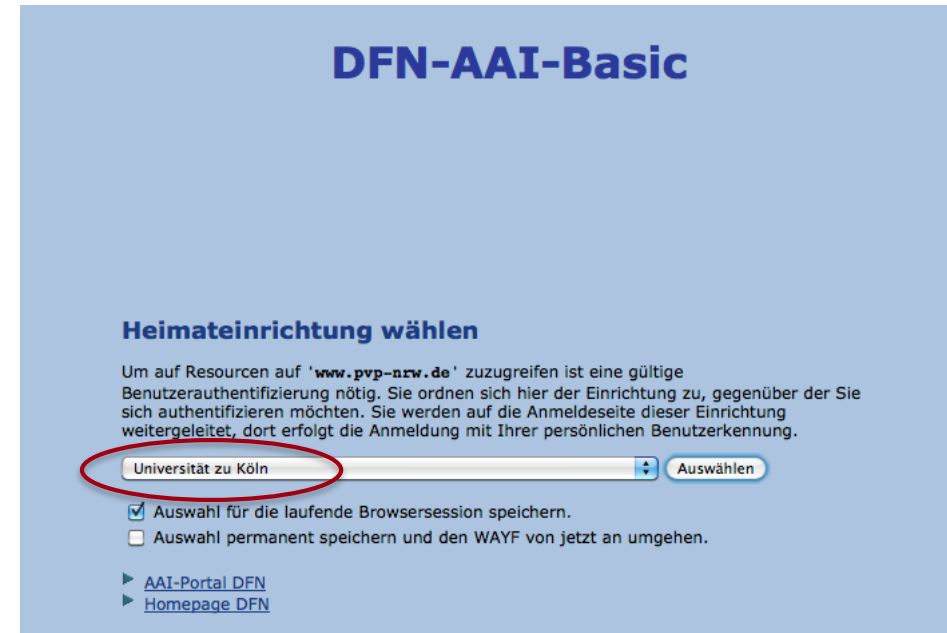 DFN-AAI-Basic
Heimateinrichtung wählen
Um auf Resourcen auf 'www.pvp-nrw.de' zuzugreifen ist eine gültige
Benutzerauthentifizierung nötig. Sie ordnen sich hier der Einrichtung zu, gegenüber der Sie
sich authentifizieren möchten. Sie werden auf die Anmeldeseite dieser Einrichtung
weitergeleitet, dort erfolgt die Anmeldung mit Ihrer persönlichen Benutzerkennung.
Universität zu Köln Auswählen
Auswahl für die laufende Browsersession speichern.
Auswahl permanent speichern und den WAYF von jetzt an umgehen.
AAI-Portal DFN
Homepage DFN